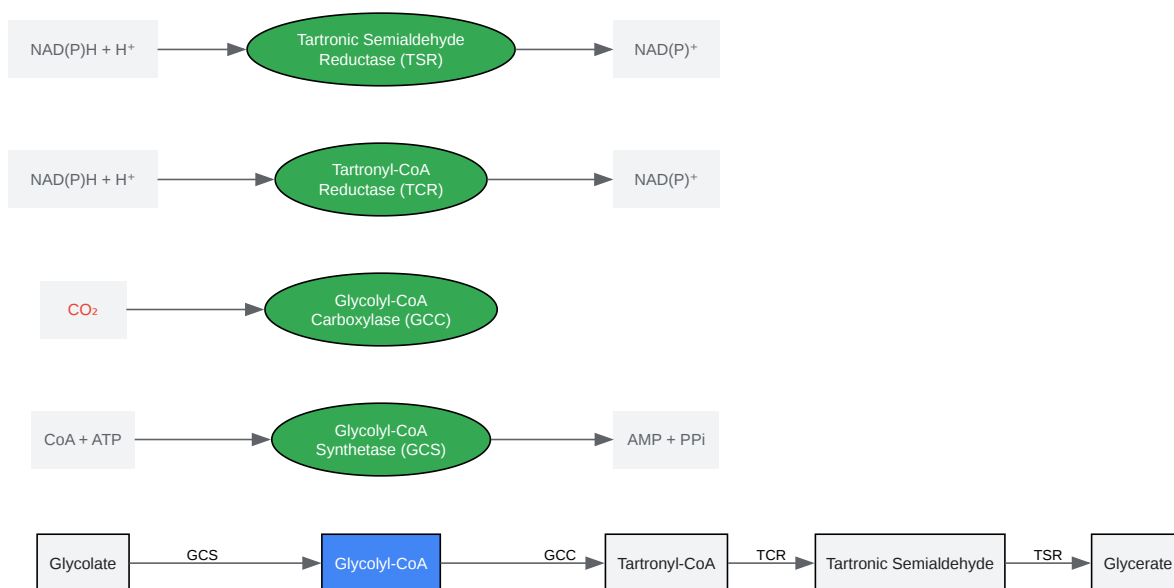 NAD(P)H + H⁺
Tartronic Semialdehyde
Reductase (TSR)
NAD(P)⁺
NAD(P)H + H⁺
Tartronyl-CoA
Reductase (TCR)
NAD(P)⁺
CO₂
Glycolyl-CoA
Carboxylase (GCC)
CoA + ATP
Glycolyl-CoA
Synthetase (GCS)
AMP + PPi
Glycolate
GCS
Glycolyl-CoA
GCC
Tartronyl-CoA
TCR
Tartronic Semialdehyde
TSR
Glycerate